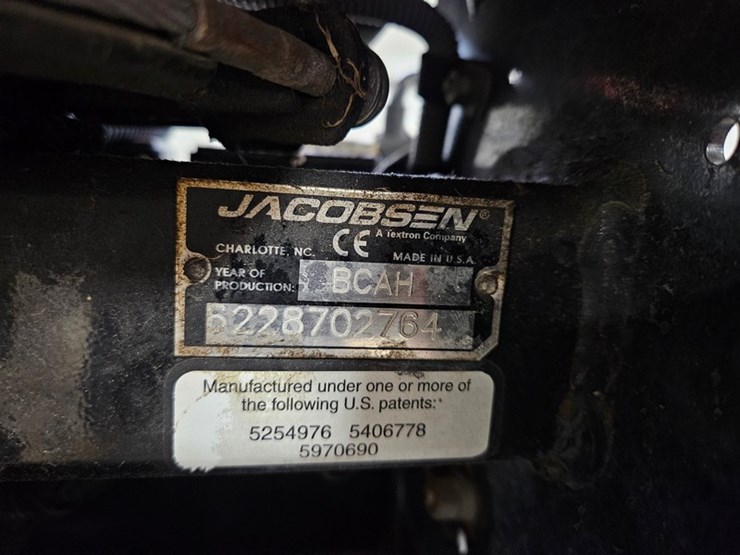 JACOBSEN®
A Textron Company
CHARLOTTE, NC. CE MADE IN U.S.A.
YEAR OF PRODUCTION: BCAH
6228702764
Manufactured under one or more of
the following U.S. patents:
5254976 5406778
5970690